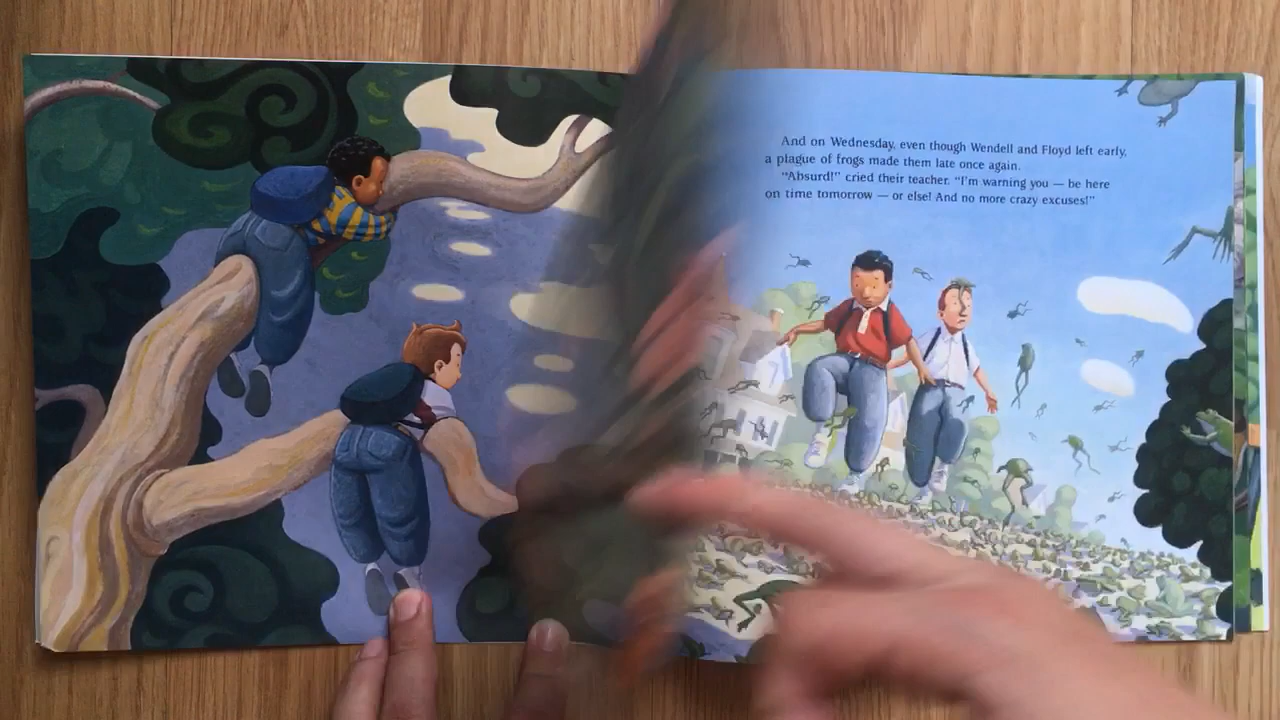 And on Wednesday, even though Wendell and Floyd left early,
a plague of frogs made them late once again.
"Absurd!" cried their teacher. "I'm warning you — be here
on time tomorrow — or else! And no more crazy excuses!"